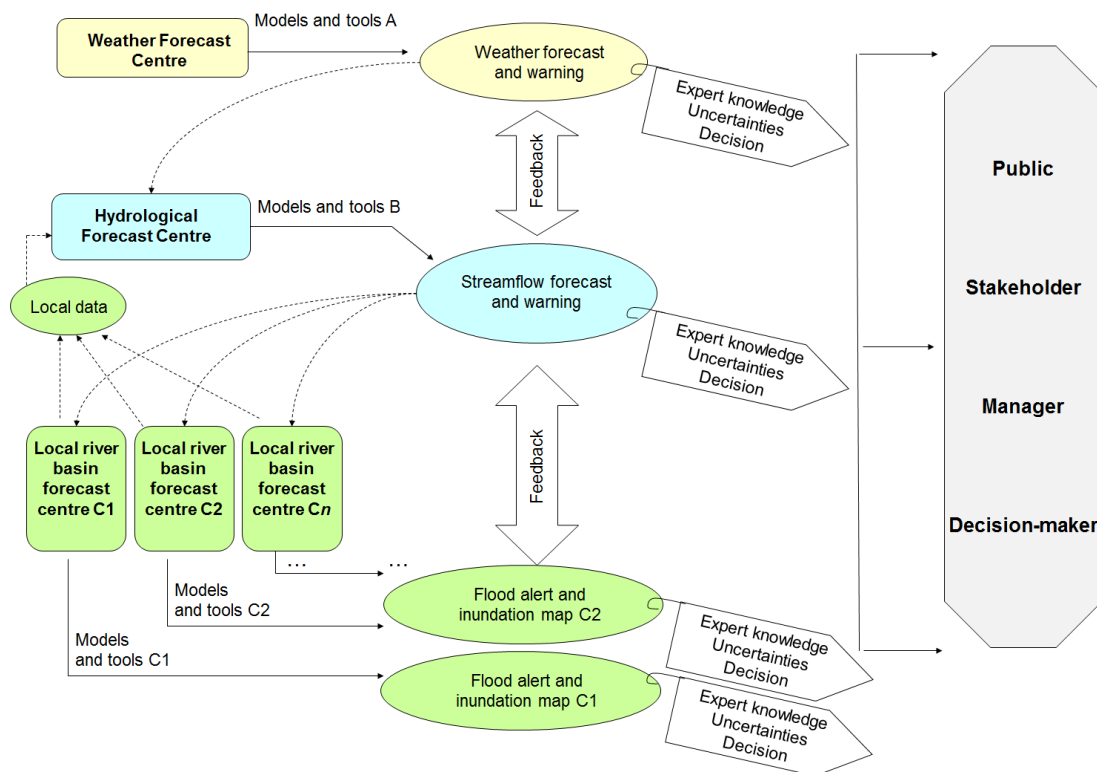 Models and tools A
Weather Forecast
Centre
Weather forecast
and warning
Expert knowledge
Uncertainties
Decision
Feedback
Public
Models and tools B
Hydrological
Forecast Centre
Streamflow forecast
and warning
Stakeholder
Local data
Expert knowledge
Uncertainties
Decision
Manager
Local river
basin
forecast
centre C1
Local river
basin
forecast
centre C2
Local river
basin
forecast
centre Cn
Feedback
Decision-maker
...
...
Models
and tools C2
Flood alert and
inundation map C2
Expert knowledge
Uncertainties
Decision
Models
and tools C1
Flood alert and
inundation map C1
Expert knowledge
Uncertainties
Decision